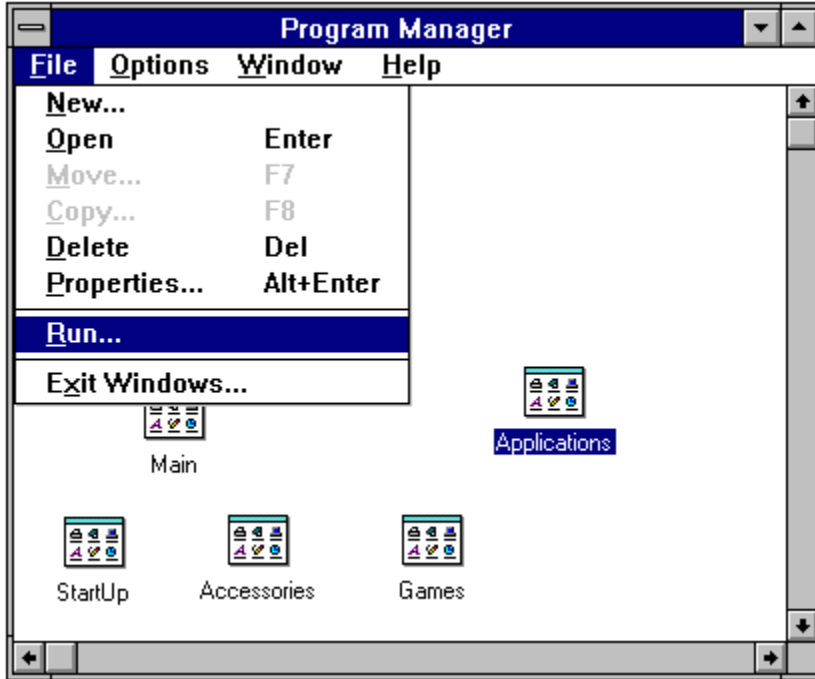 Program Manager
File Options Window Help
New...
Open Enter
Move... F7
Copy... F8
Delete Del
Properties... Alt+Enter
Run...
Exit Windows...
Main
Applications
StartUp Accessories Games